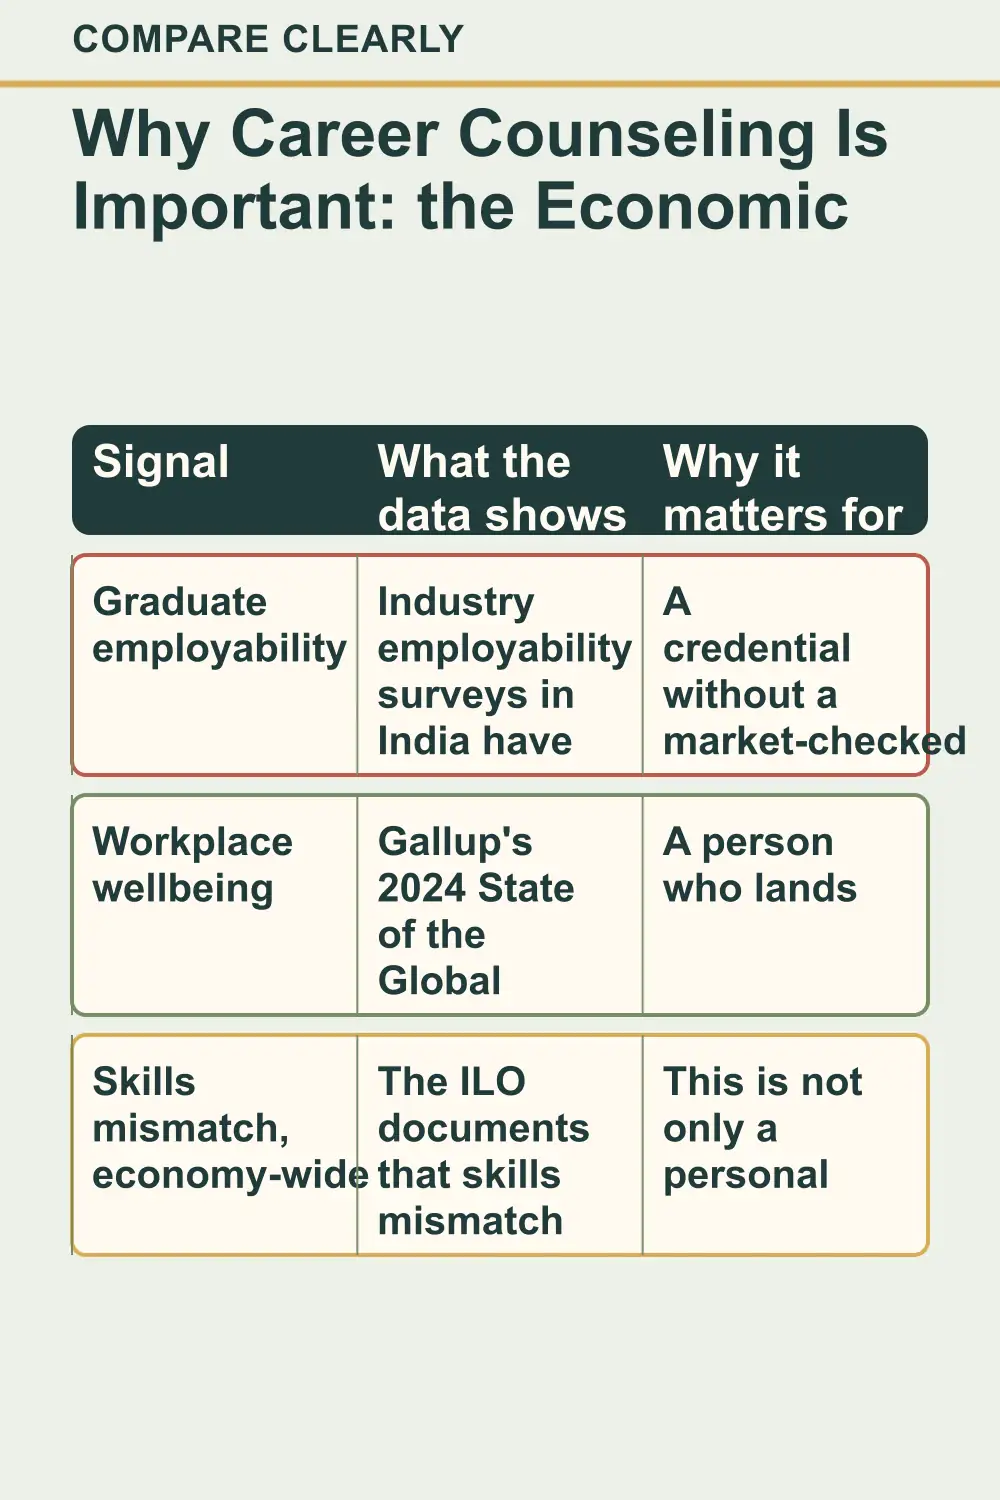 COMPARE CLEARLY
Why Career Counseling Is
Important: the Economic
Signal
What the
data shows
Why it
matters for
Graduate
employability
Industry
employability
surveys in
India have
A
credential
without a
market-checked
Workplace
wellbeing
Gallup's
2024 State
of the
Global
A person
who lands
Skills
mismatch,
economy-wide
The ILO
documents
that skills
mismatch
This is not
only a
personal